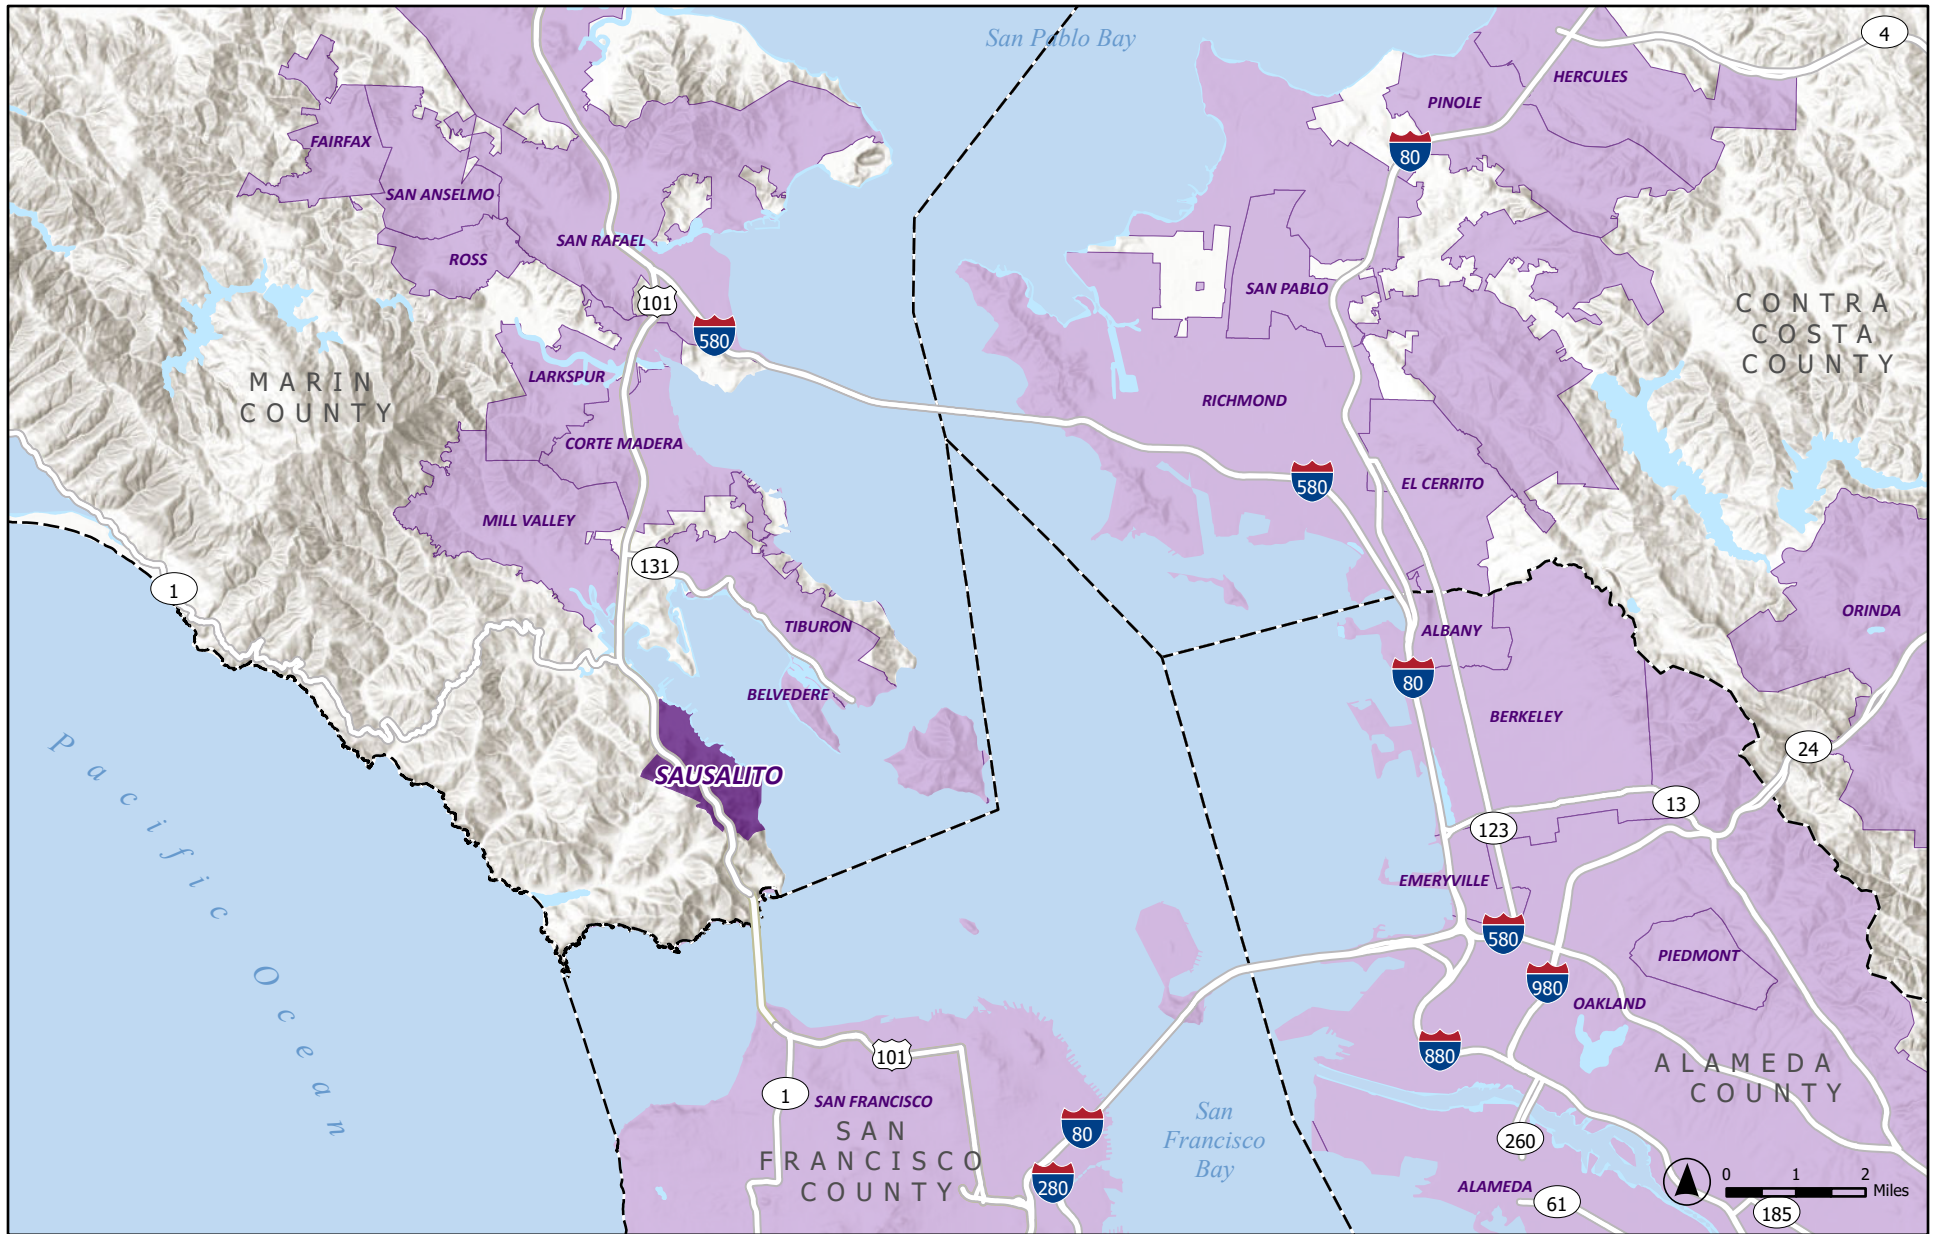 San Pablo Bay
4
HERCULES
PINOLE
FAIRFAX
80
SAN ANSELMO
SAN RAFAEL
ROSS
SAN PABLO
101
CONTRA
COSTA
COUNTY
580
MARIN
COUNTY
LARKSPUR
RICHMOND
CORTE MADERA
580
EL CERRITO
MILL VALLEY
131
1
ORINDA
TIBURON
ALBANY
80
BELVEDERE
BERKELEY
24
SAUSALITO
13
123
Pacific Ocean
EMERYVILLE
580
PIEDMONT
980
OAKLAND
880
101
ALAMEDA
COUNTY
1
SAN FRANCISCO
SAN
FRANCISCO
COUNTY
80
San
Francisco
Bay
260
280
ALAMEDA
61
185
0 1 2
Miles